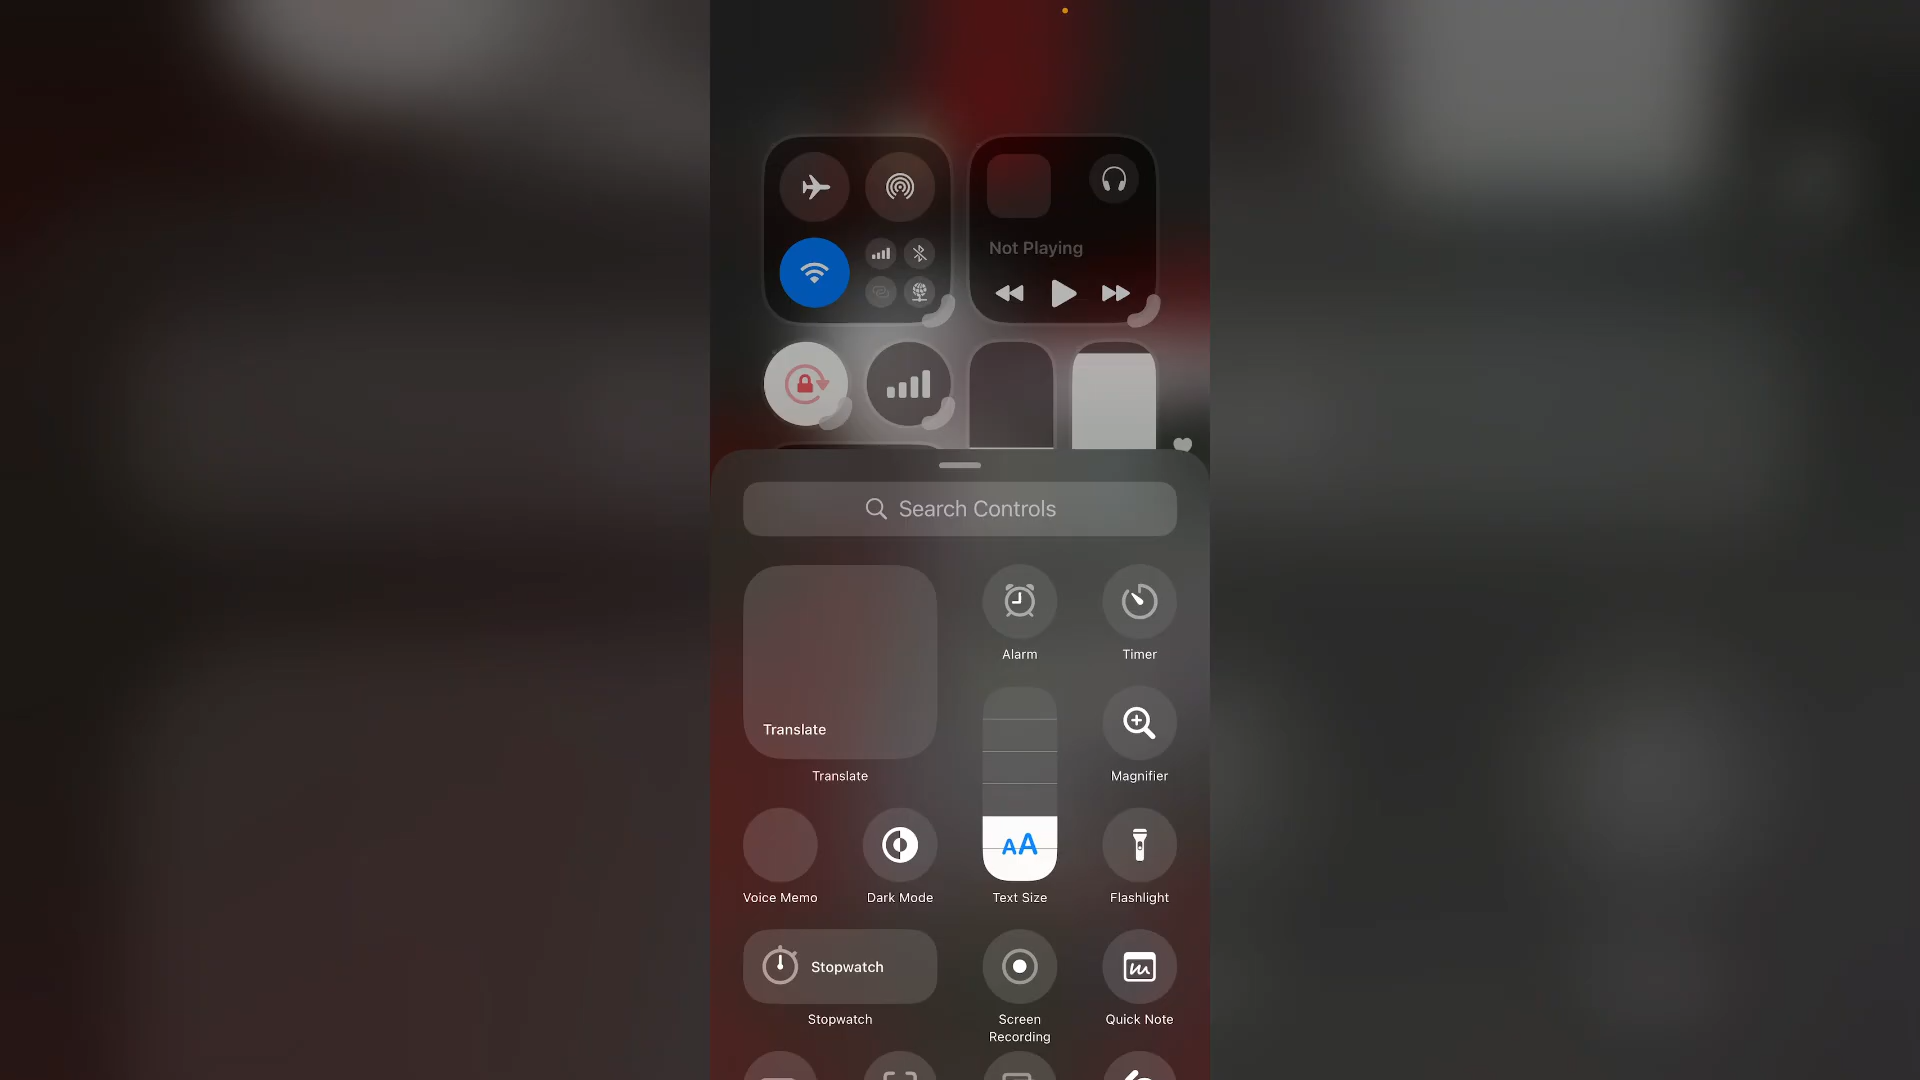 Not Playing
Search Controls
Translate
Alarm
Timer
Translate
Magnifier
AA
Voice Memo
Dark Mode
Text Size
Flashlight
Stopwatch
Stopwatch
Screen
Recording
Quick Note